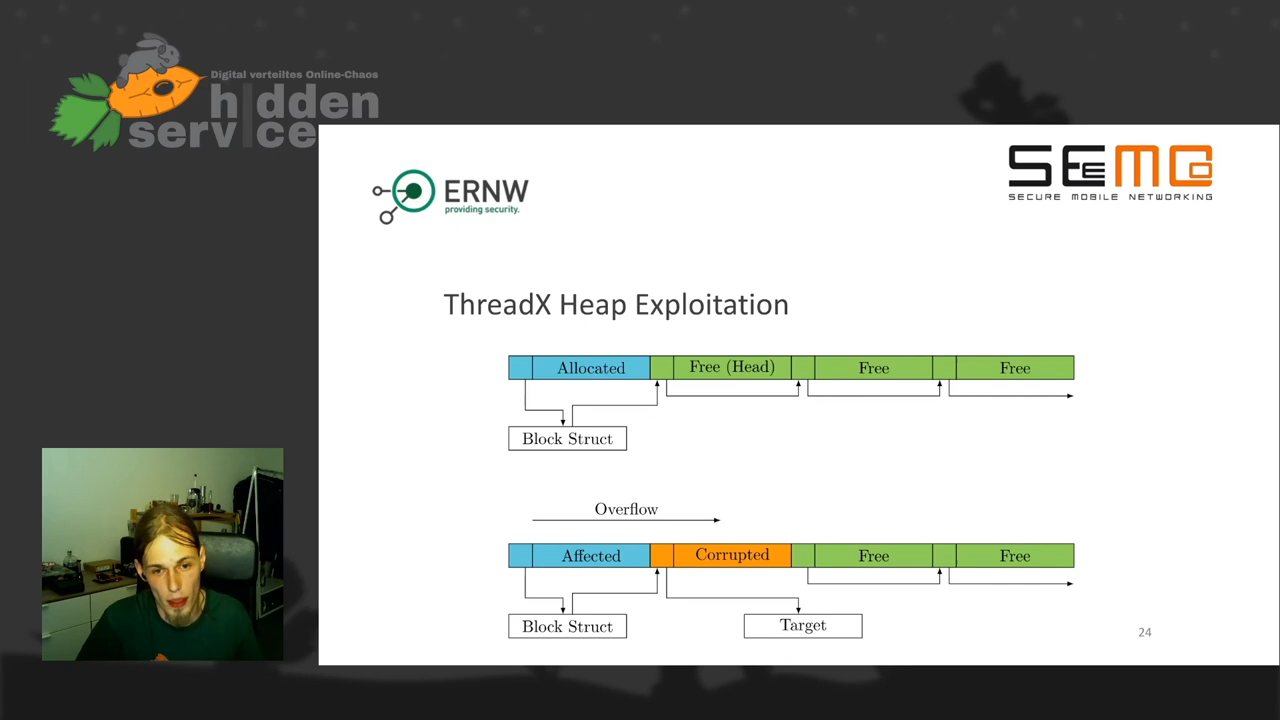 Digital verteiltes Online-Chaos
hidden
service
ERNW
providing security.
SEEMOO
SECURE MOBILE NETWORKING
ThreadX Heap Exploitation
Allocated
Free (Head)
Free
Free
Block Struct
Overflow
Affected
Corrupted
Free
Free
Block Struct
Target
24